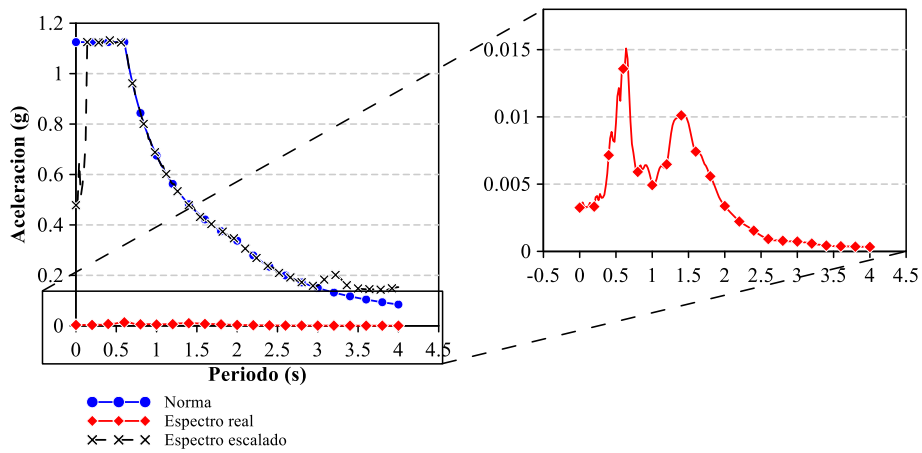 1.2
1
0.8
0.6
0.4
0.2
0
Aceleracion (g)
0 0.5 1 1.5 2 2.5 3 3.5 4 4.5
Periodo (s)
Norma
Espectro real
Espectro escalado
0.015
0.01
0.005
0
-0.5 0 0.5 1 1.5 2 2.5 3 3.5 4 4.5